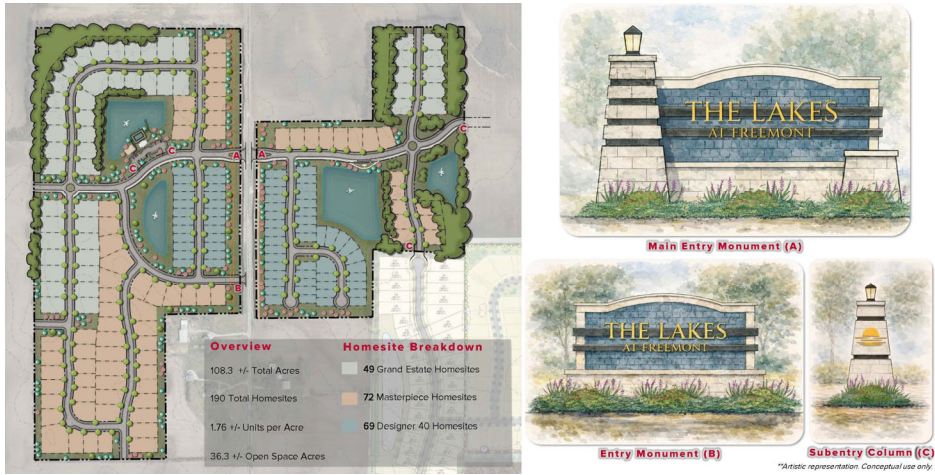 A
A
C
C
C
C
B
Overview
108.3 +/- Total Acres
190 Total Homesites
1.76 +/- Units per Acre
36.3 +/- Open Space Acres
Homesite Breakdown
49 Grand Estate Homesites
72 Masterpiece Homesites
69 Designer 40 Homesites
THE LAKES
AT FREEMONT
Main Entry Monument (A)
THE LAKES
AT FREEMONT
Entry Monument (B)
Subentry Column (C)
**Artistic representation. Conceptual use only.